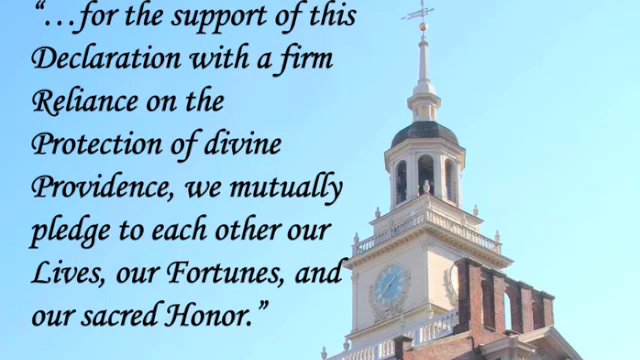 “…for the support of this
Declaration with a firm
Reliance on the
Protection of divine
Providence, we mutually
pledge to each other our
Lives, our Fortunes, and
our sacred Honor.”